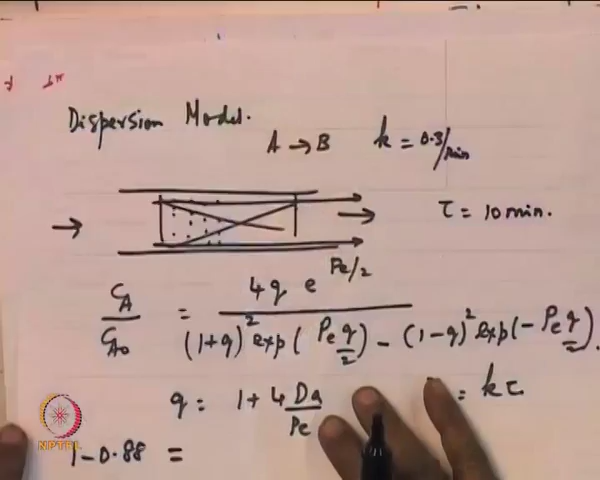 Dispersion Model.
A → B k = 0.3/min
τ = 10 min.
C_A/C_A0 = 4q e^(Pe/2) / ((1+q)^2 exp(Pe q/2) - (1-q)^2 exp(-Pe q/2)).
q = 1 + 4 Da/Pe = kτ
1-0.88 =
NPTEL